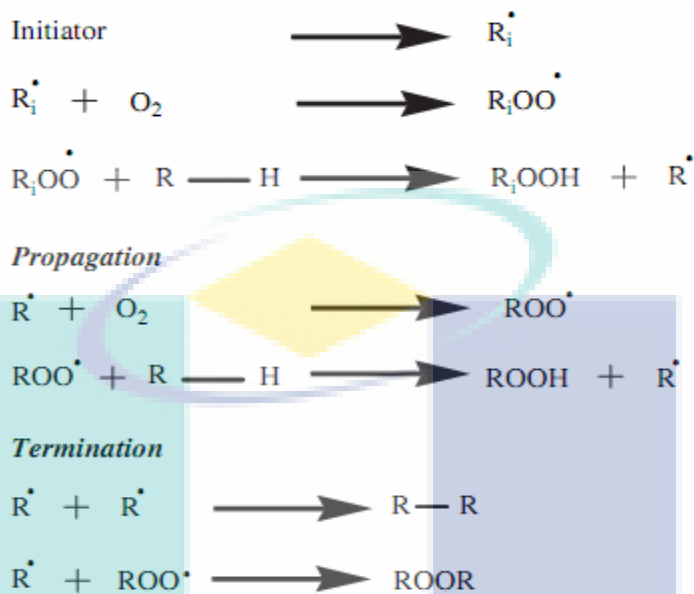 Initiator ⟶ Rᵢ•
Rᵢ• + O₂ ⟶ RᵢOO•
RᵢOO• + R — H ⟶ RᵢOOH + R•
Propagation
R• + O₂ ⟶ ROO•
ROO• + R — H ⟶ ROOH + R•
Termination
R• + R• ⟶ R — R
R• + ROO• ⟶ ROOR